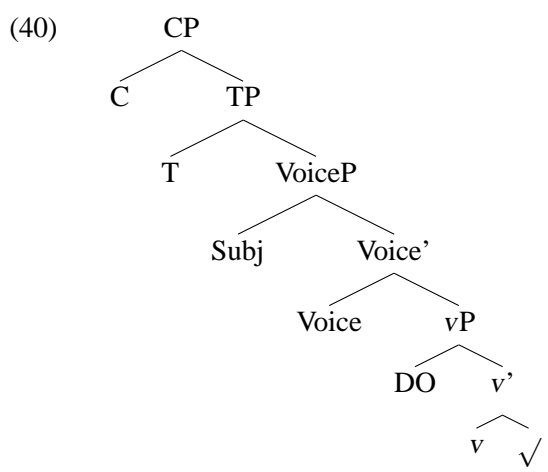 (40) CP
C TP
T VoiceP
Subj Voice’
Voice vP
DO v’
v √